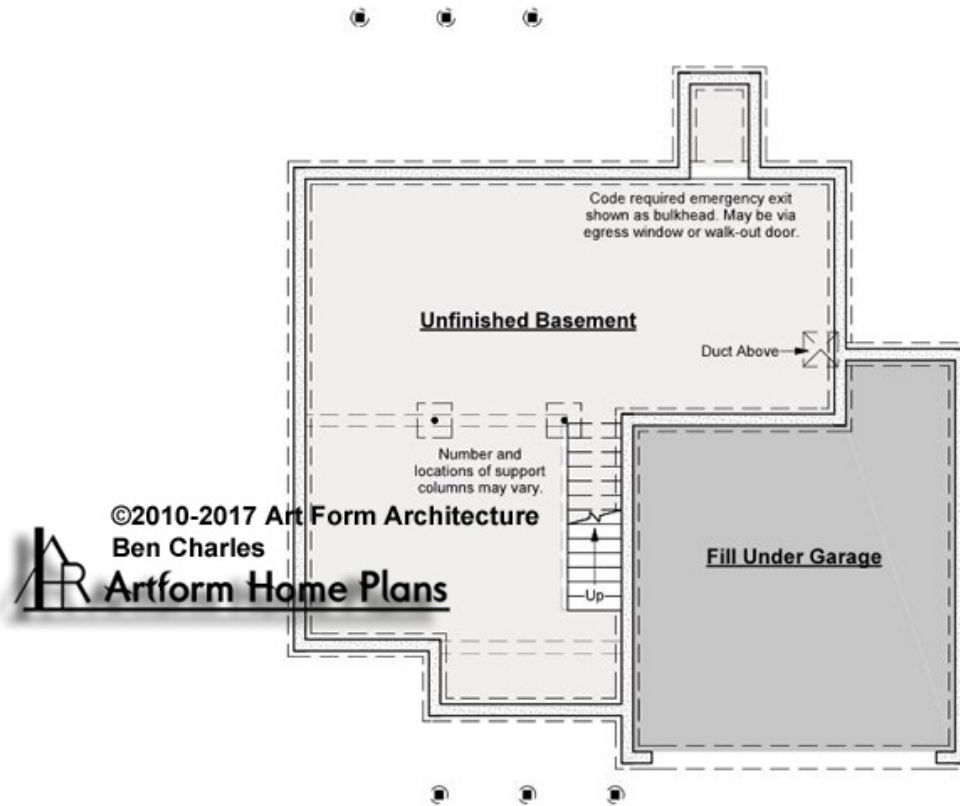 Code required emergency exit
shown as bulkhead. May be via
egress window or walk-out door.
Unfinished Basement
Duct Above
Number and
locations of support
columns may vary.
©2010-2017 Art Form Architecture
Ben Charles
Artform Home Plans
Fill Under Garage
Up